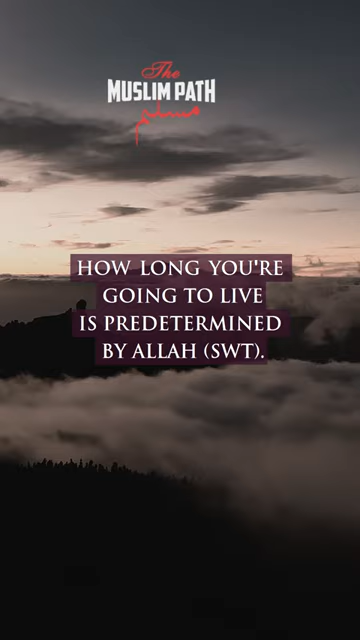 The
MUSLIM PATH
مسلم
HOW LONG YOU'RE
GOING TO LIVE
IS PREDETERMINED
BY ALLAH (SWT).